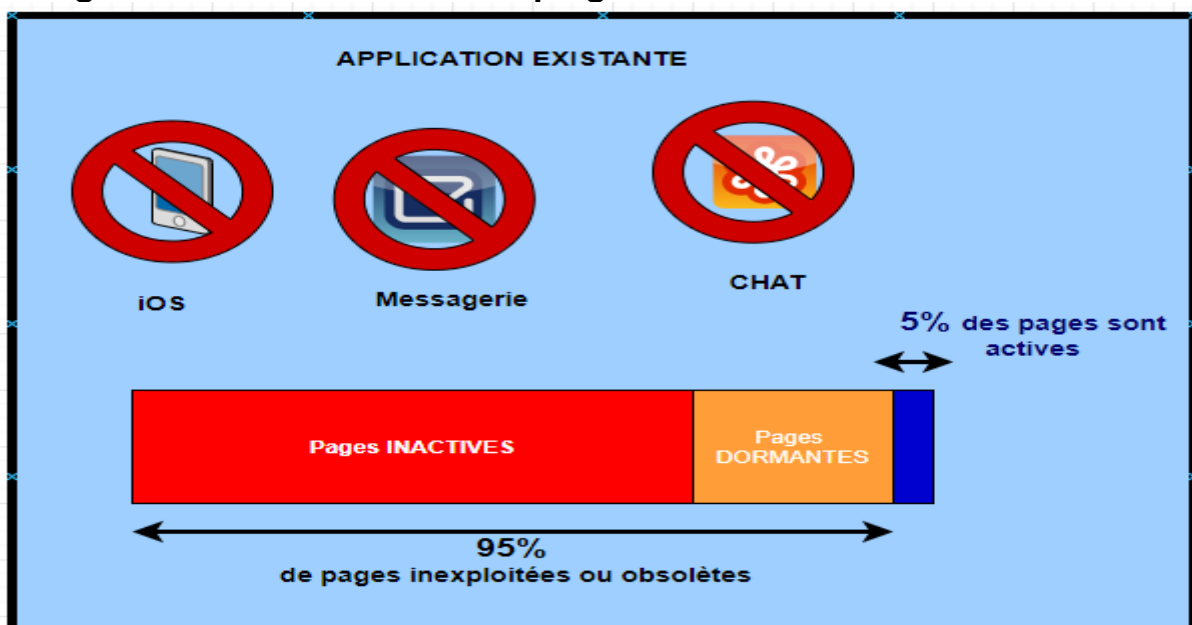 APPLICATION EXISTANTE
iOS
Messagerie
CHAT
5% des pages sont
actives
Pages INACTIVES
Pages
DORMANTES
95%
de pages inexploitées ou obsolètes